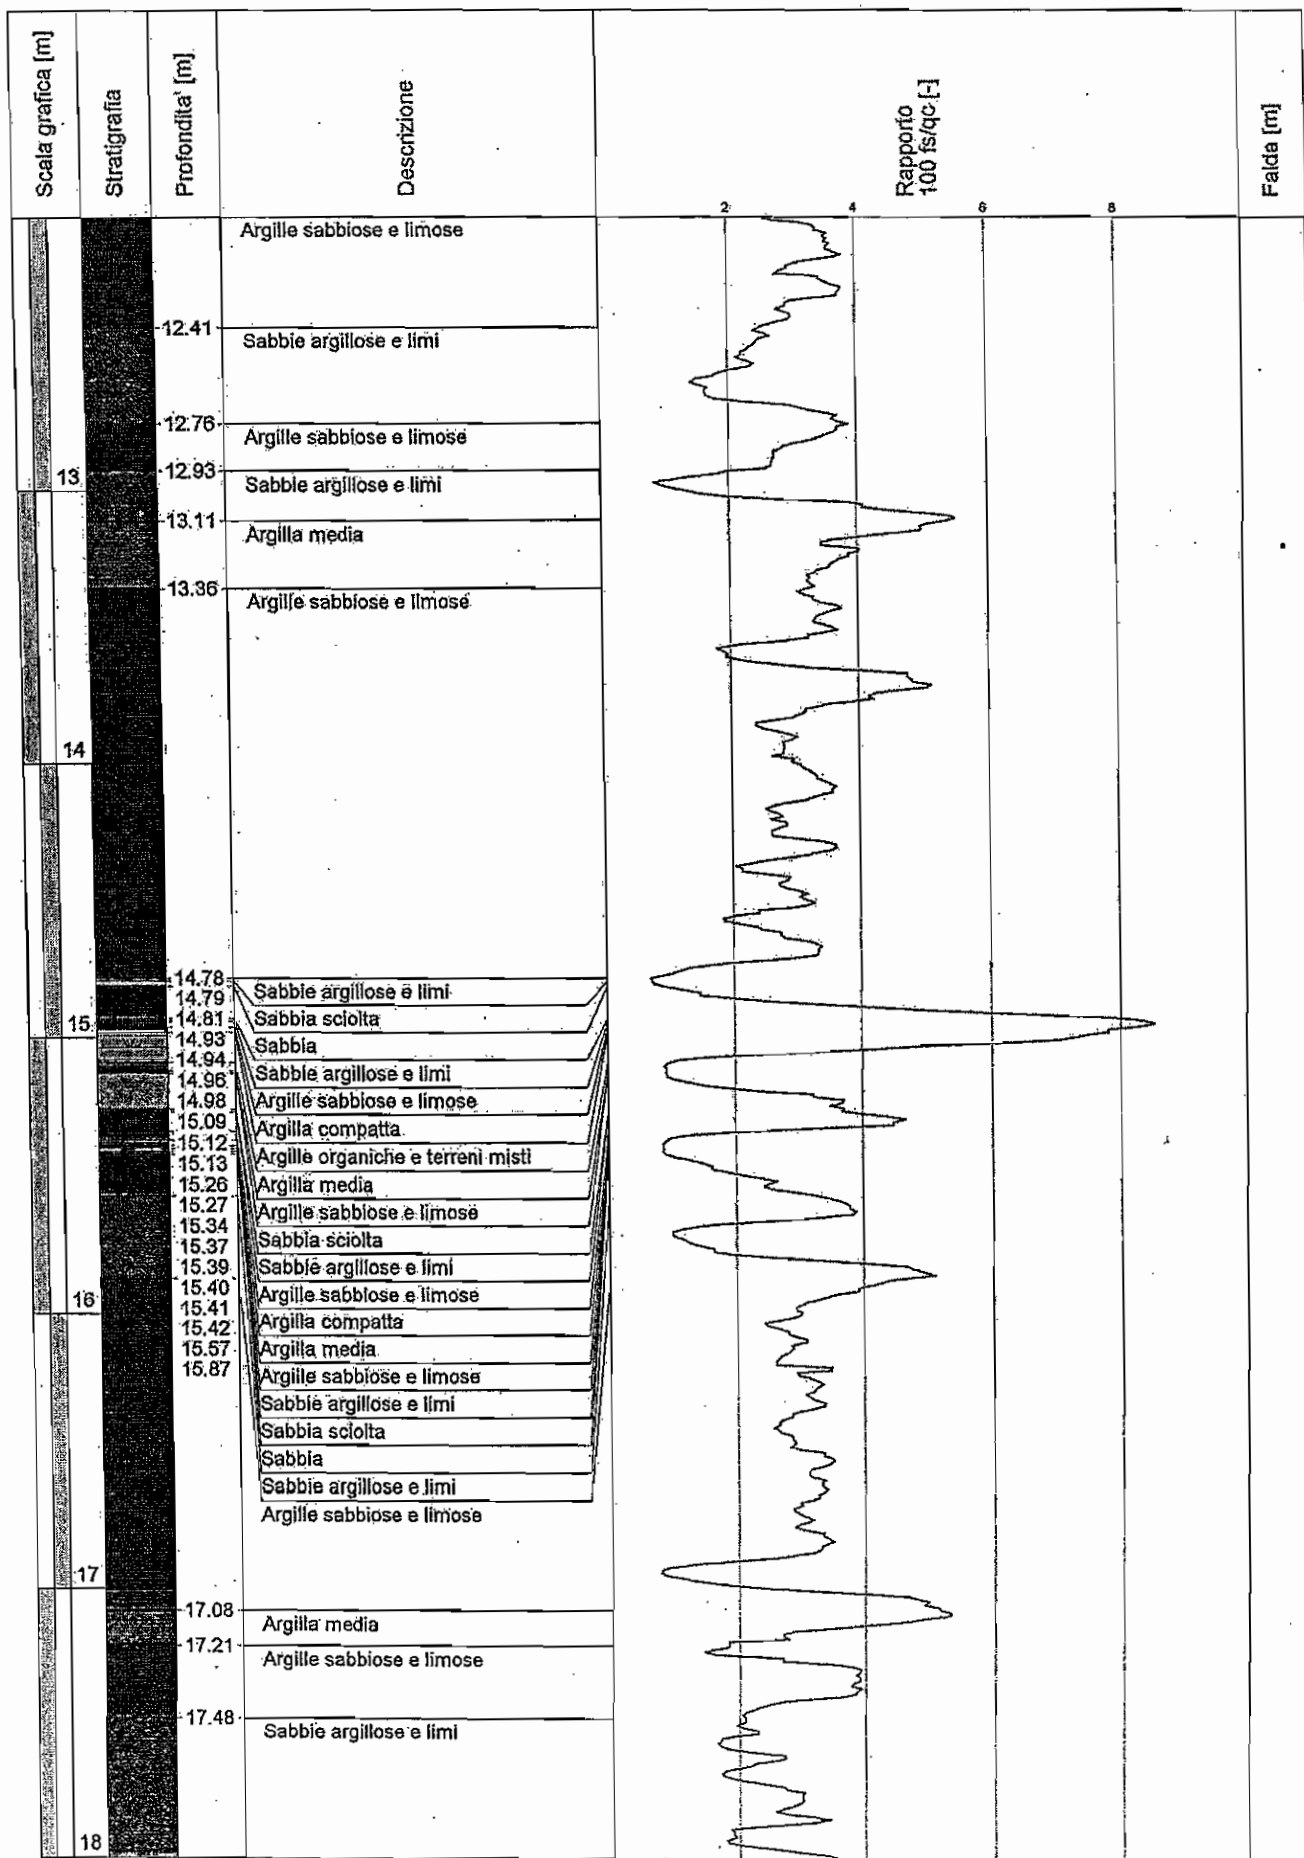 Scala grafica [m]
Stratigrafia
Profondita' [m]
Descrizione
Rapporto
100 fs/qc [-]
Falda [m]
2 4 6 8
Argille sabbiose e limose
12.41
Sabbie argillose e limi
12.76
Argille sabbiose e limose
12.93
13
Sabbie argillose e limi
13.11
Argilla media
13.36
Argille sabbiose e limose
14
14.78
Sabbie argillose e limi
14.79
Sabbia sciolta
14.81
15
14.93
Sabbia
14.94
Sabbie argillose e limi
14.96
14.98
Argille sabbiose e limose
15.09
Argilla compatta
15.12
Argille organiche e terreni misti
15.13
15.26
Argilla media
15.27
Argille sabbiose e limose
15.34
Sabbia sciolta
15.37
15.39
Sabbie argillose e limi
15.40
Argille sabbiose e limose
16
15.41
15.42
Argilla compatta
15.57
Argilla media
15.87
Argille sabbiose e limose
Sabbie argillose e limi
Sabbia sciolta
Sabbia
Sabbie argillose e limi
Argille sabbiose e limose
17
17.08
Argilla media
17.21
Argille sabbiose e limose
17.48
Sabbie argillose e limi
18